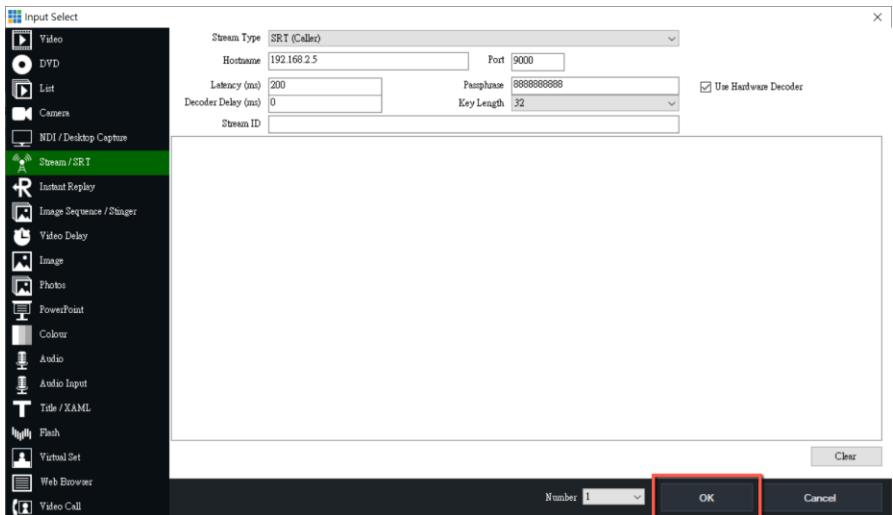 Input Select
Video
DVD
List
Camera
NDI / Desktop Capture
Stream / SRT
Instant Replay
Image Sequence / Stinger
Video Delay
Image
Photos
PowerPoint
Colour
Audio
Audio Input
Title / XAML
Flash
Virtual Set
Web Browser
Video Call
Stream Type SRT (Caller)
Hostname 192.168.2.5 Port 9000
Latency (ms) 200 Passphrase 8888888888 Use Hardware Decoder
Decoder Delay (ms) 0 Key Length 32
Stream ID
Clear
Number 1 OK Cancel